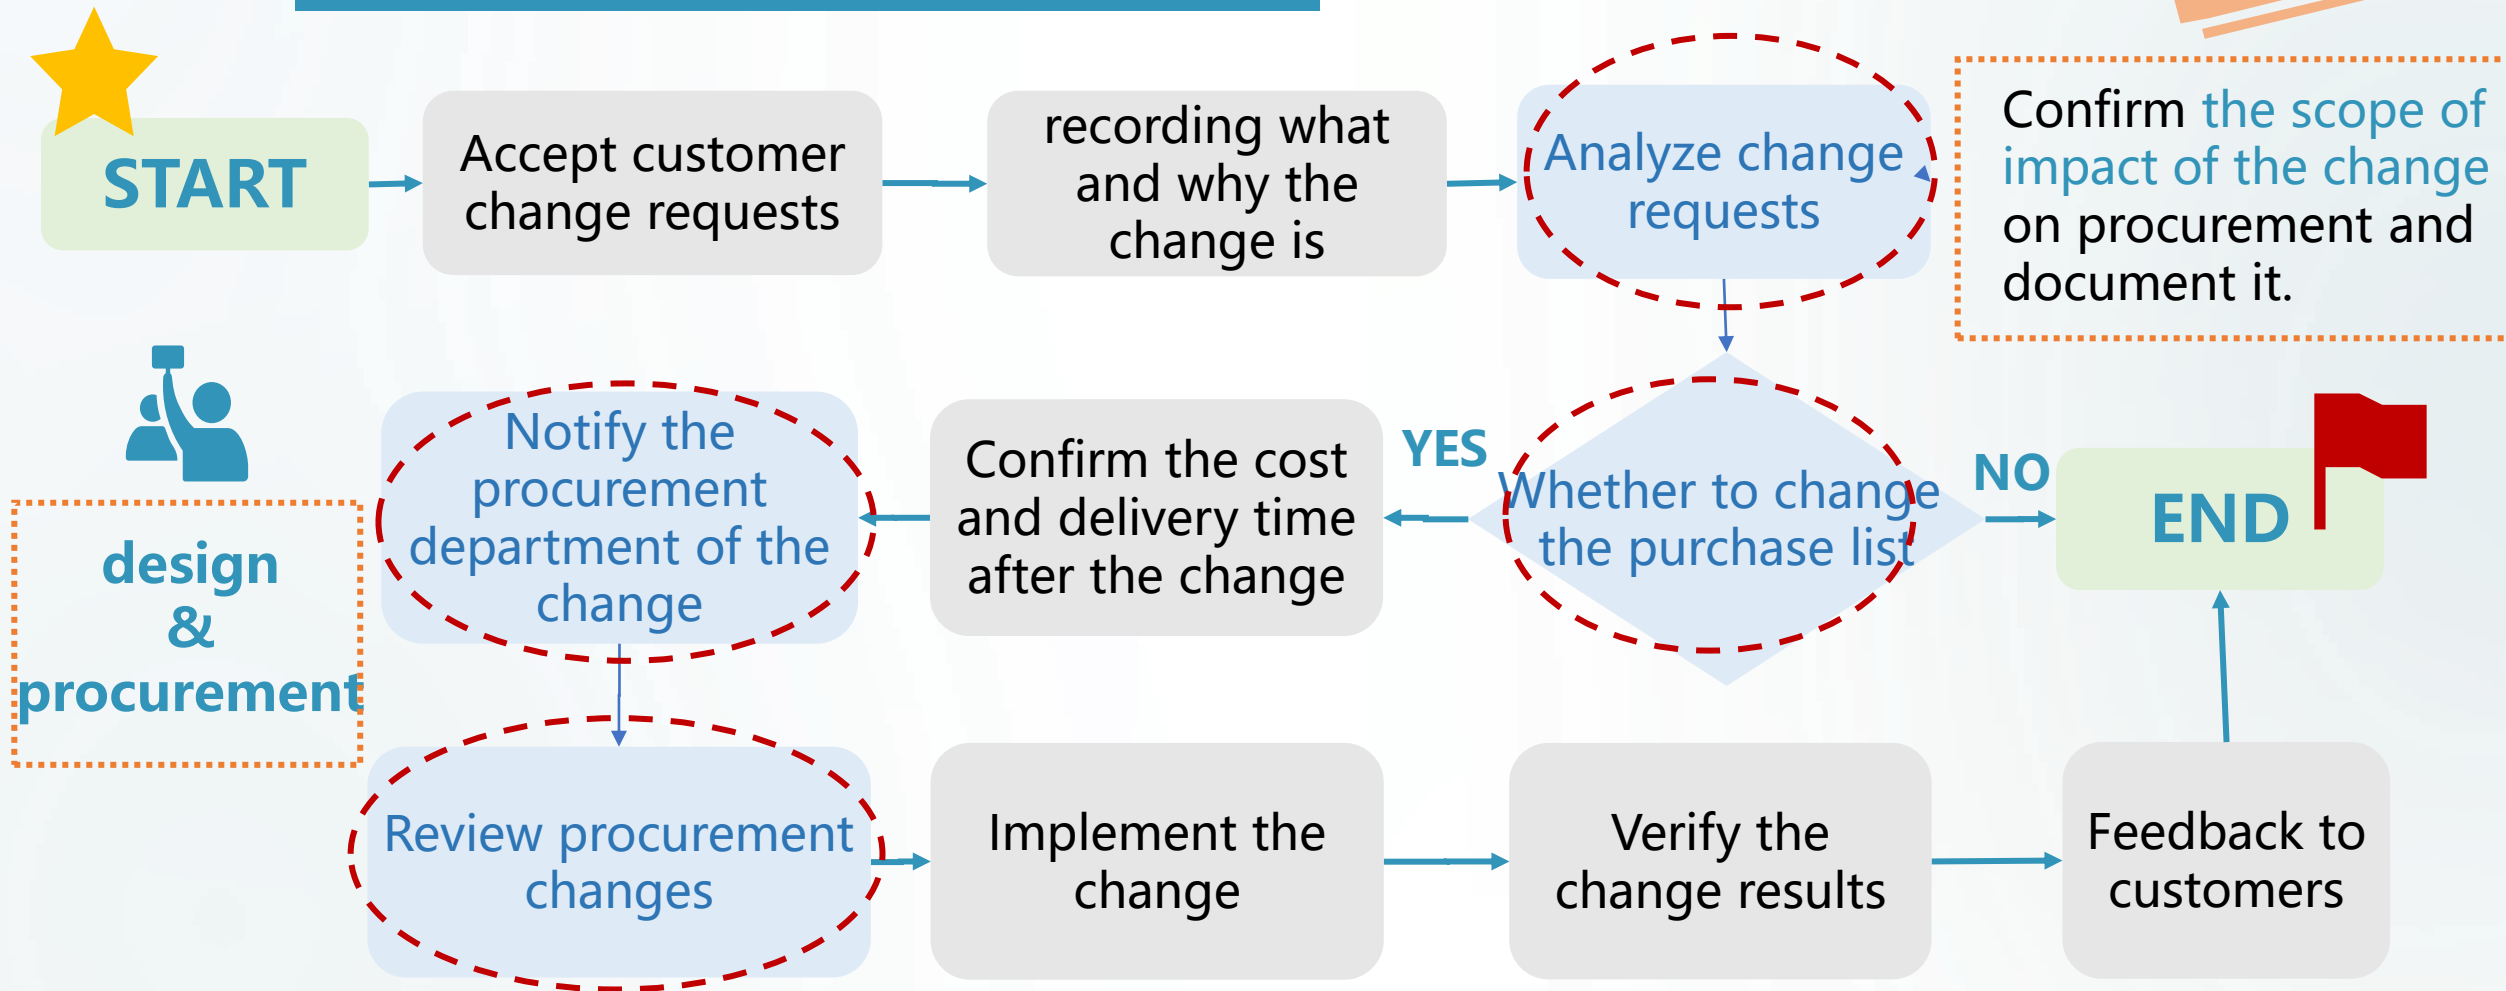 START
Accept customer
change requests
recording what
and why the
change is
Analyze change
requests
Confirm the scope of
impact of the change
on procurement and
document it.
design
&
procurement
Notify the
procurement
department of the
change
Confirm the cost
and delivery time
after the change
YES
Whether to change
the purchase list
NO
END
Review procurement
changes
Implement the
change
Verify the
change results
Feedback to
customers